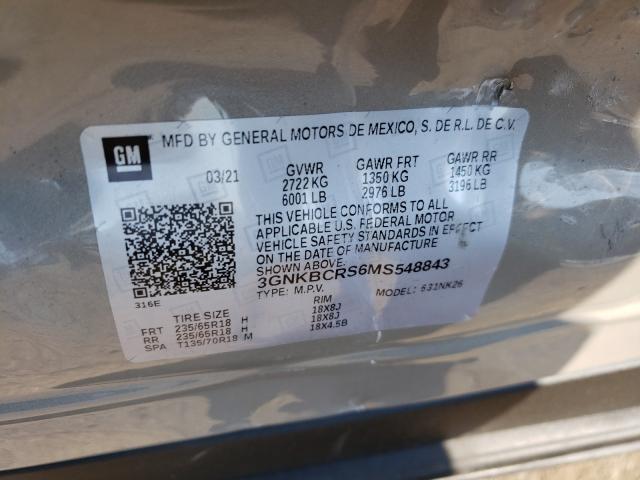 GM
MFD BY GENERAL MOTORS DE MEXICO, S. DE R.L. DE C.V.
03/21 GVWR GAWR FRT GAWR RR
2722 KG 1350 KG 1450 KG
6001 LB 2976 LB 3196 LB
THIS VEHICLE CONFORMS TO ALL
APPLICABLE U.S. FEDERAL MOTOR
VEHICLE SAFETY STANDARDS IN EFFECT
ON THE DATE OF MANUFACTURE
3GNKBCRS6MS548843
TYPE: M.P.V. MODEL: 631NK26
316E
TIRE SIZE RIM
FRT 235/65R18 H 18X8J
RR 235/65R18 H 18X8J
SPA T135/70R18 M 18X4.5B